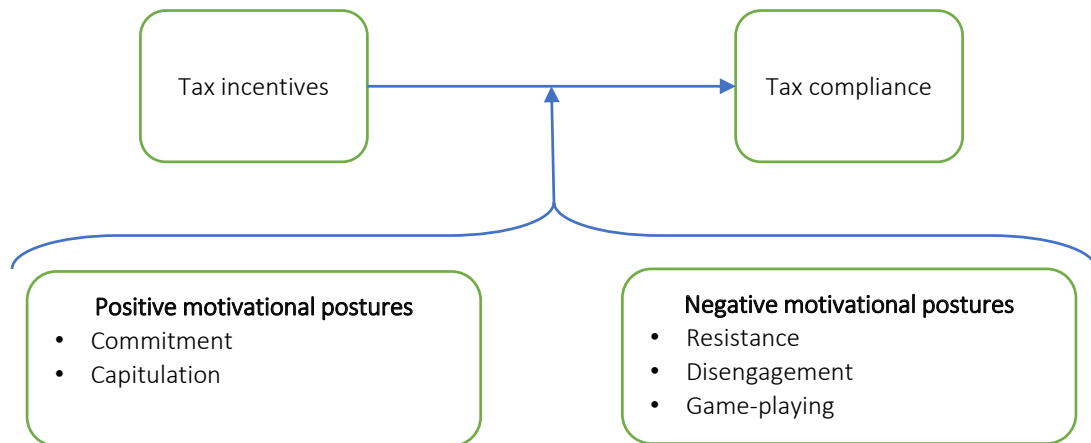 Tax incentives
Tax compliance
Positive motivational postures
• Commitment
• Capitulation
Negative motivational postures
• Resistance
• Disengagement
• Game-playing